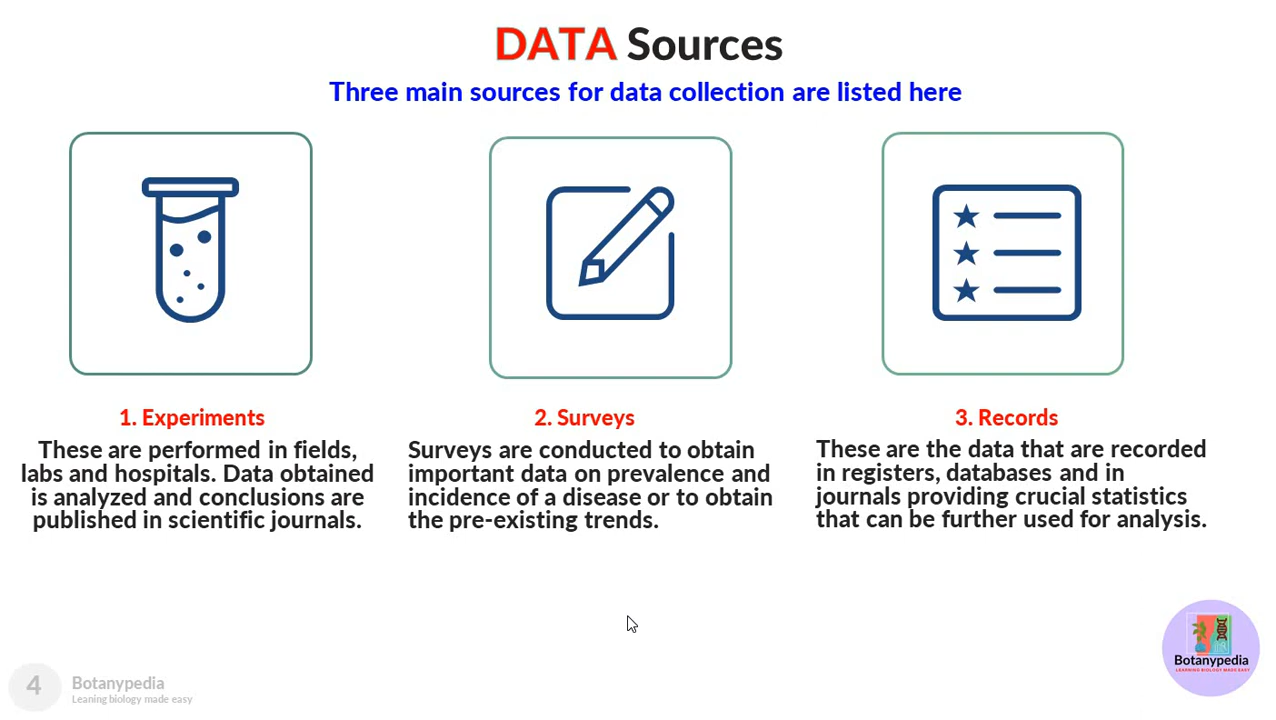 DATA Sources
Three main sources for data collection are listed here
1. Experiments
These are performed in fields,
labs and hospitals. Data obtained
is analyzed and conclusions are
published in scientific journals.
2. Surveys
Surveys are conducted to obtain
important data on prevalence and
incidence of a disease or to obtain
the pre-existing trends.
3. Records
These are the data that are recorded
in registers, databases and in
journals providing crucial statistics
that can be further used for analysis.
4
Botanypedia
Leaning biology made easy
Botanypedia
LEARNING BIOLOGY MADE EASY